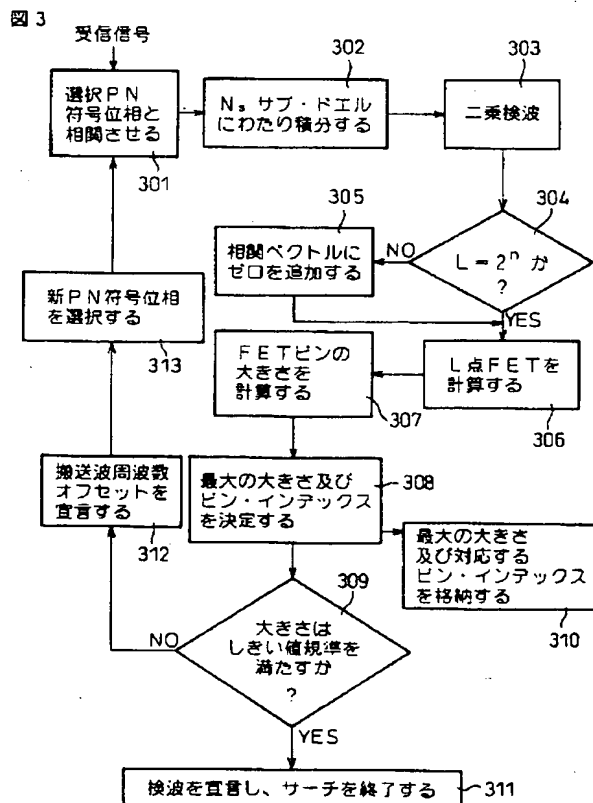 図3
受信信号
選択PN
符号位相と
相関させる
301
302
Nₛ サブ・ドエル
にわたり積分する
303
二乗検波
304
L=2ⁿ か
?
NO
YES
305
相関ベクトルに
ゼロを追加する
L点FETを
計算する
306
FETビンの
大きさを
計算する
307
新PN符号位相
を選択する
313
最大の大きさ及び
ビン・インデックス
を決定する
308
搬送波周波数
オフセットを
宣言する
312
最大の大きさ
及び対応する
ビン・インデックス
を格納する
310
309
大きさは
しきい値規準を
満たすか
?
NO
YES
検波を宣言し、サーチを終了する
311